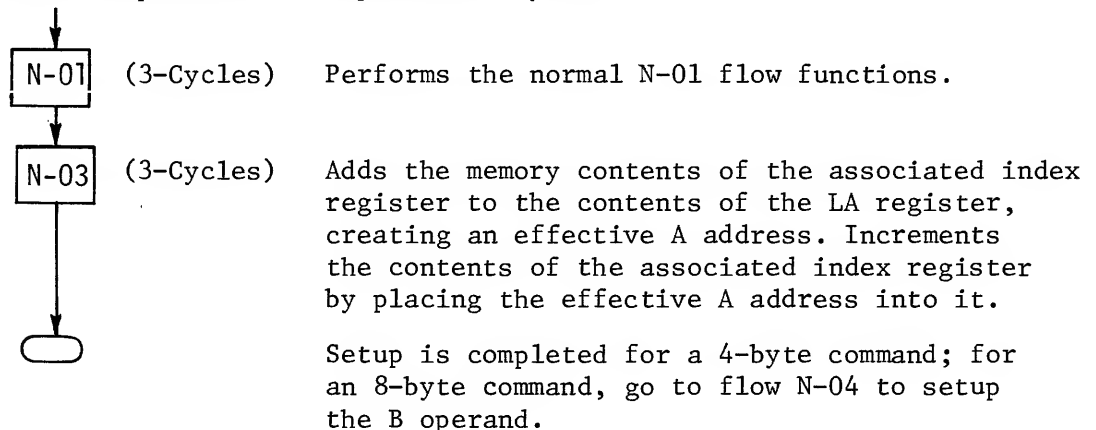 N-01 (3-Cycles) Performs the normal N-01 flow functions.
N-03 (3-Cycles) Adds the memory contents of the associated index
register to the contents of the LA register,
creating an effective A address. Increments
the contents of the associated index register
by placing the effective A address into it.
Setup is completed for a 4-byte command; for
an 8-byte command, go to flow N-04 to setup
the B operand.